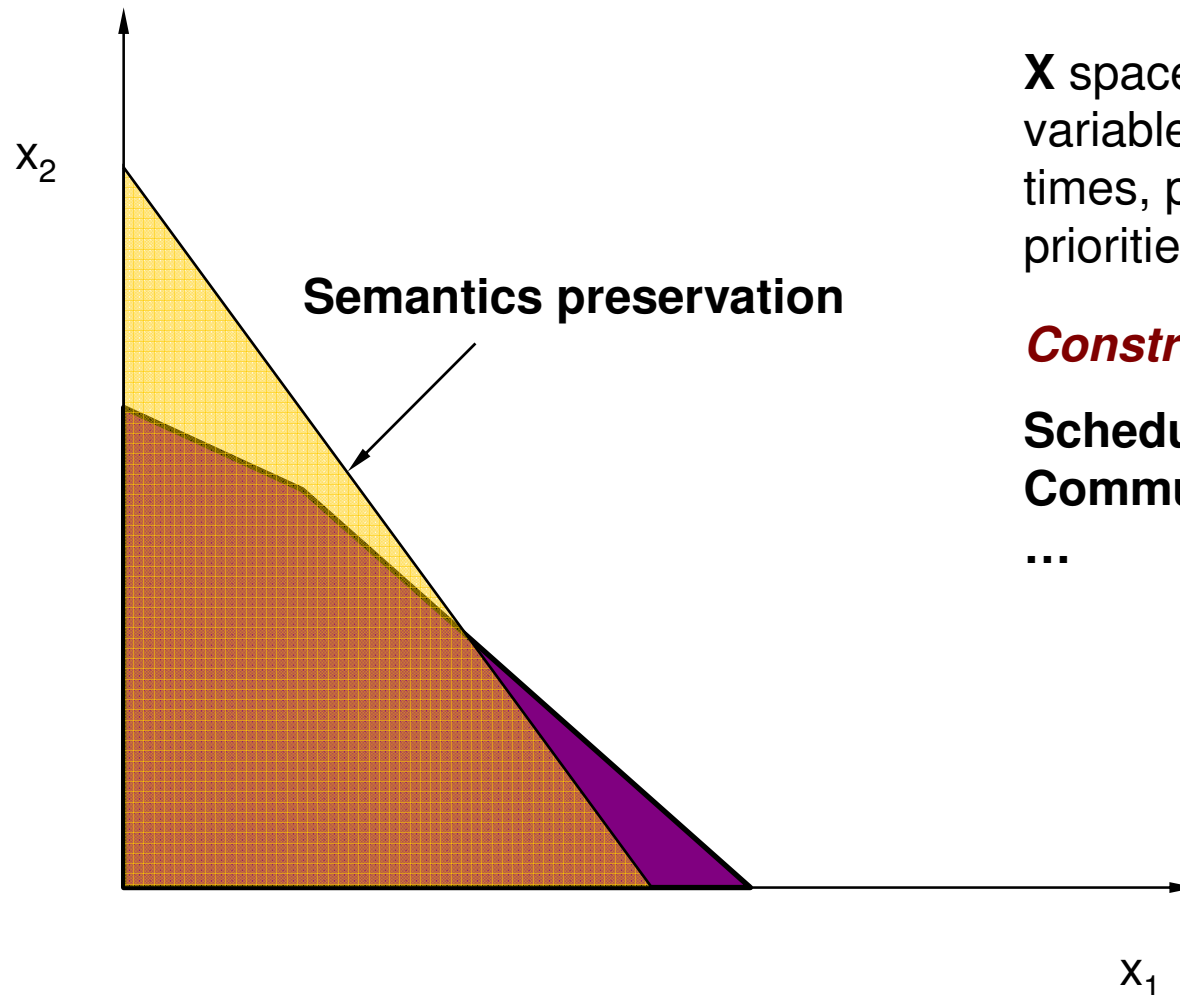 X space
variable
times, p
prioritie
x2
Semantics preservation
Constr
Schedu
Commu
...
x1